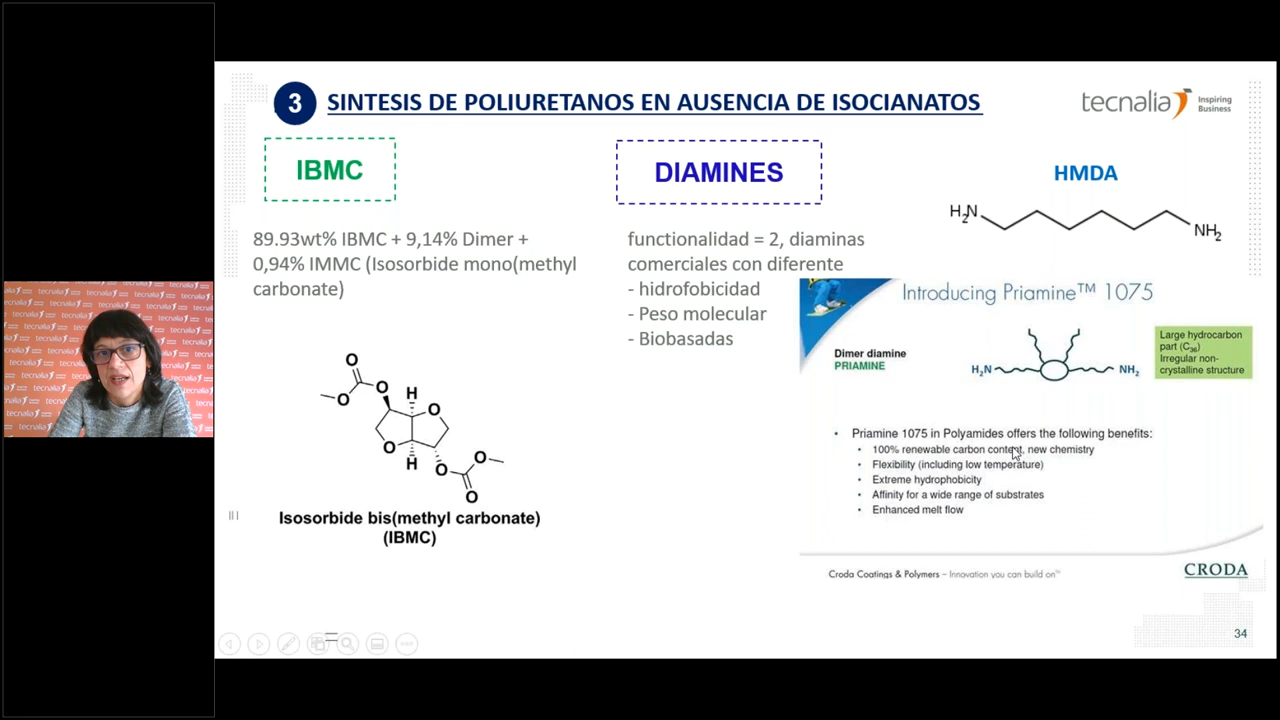 3 SINTESIS DE POLIURETANOS EN AUSENCIA DE ISOCIANATOS
tecnalia Inspiring
Business
IBMC
89.93wt% IBMC + 9,14% Dimer +
0,94% IMMC (Isosorbide mono(methyl
carbonate)
O
O
O
H
O
O
H
O
O
O
Isosorbide bis(methyl carbonate)
(IBMC)
DIAMINES
functionalidad = 2, diaminas
comerciales con diferente
- hidrofobicidad
- Peso molecular
- Biobasadas
HMDA
H2N
NH2
Introducing Priamine™ 1075
Dimer diamine
PRIAMINE
H2N
NH2
Large hydrocarbon
part (C36)
Irregular non-
crystalline structure
• Priamine 1075 in Polyamides offers the following benefits:
• 100% renewable carbon content, new chemistry
• Flexibility (including low temperature)
• Extreme hydrophobicity
• Affinity for a wide range of substrates
• Enhanced melt flow
Croda Coatings & Polymers – Innovation you can build on™
CRODA
34
tecnalia